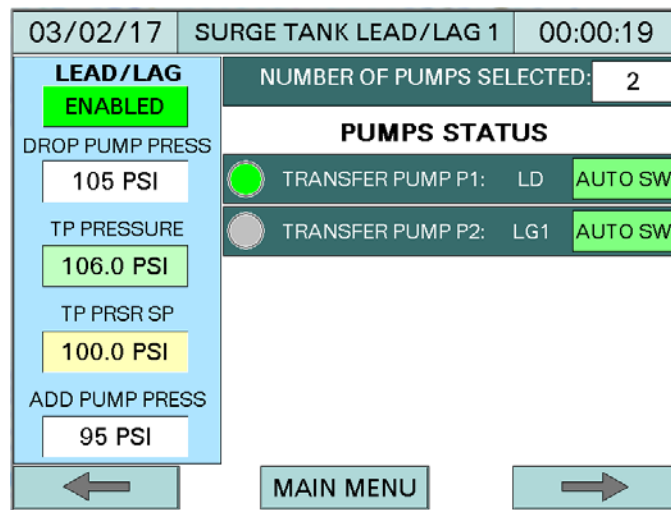 03/02/17 SURGE TANK LEAD/LAG 1 00:00:19
LEAD/LAG
ENABLED
DROP PUMP PRESS
105 PSI
TP PRESSURE
106.0 PSI
TP PRSR SP
100.0 PSI
ADD PUMP PRESS
95 PSI
NUMBER OF PUMPS SELECTED: 2
PUMPS STATUS
TRANSFER PUMP P1: LD AUTO SW
TRANSFER PUMP P2: LG1 AUTO SW
MAIN MENU